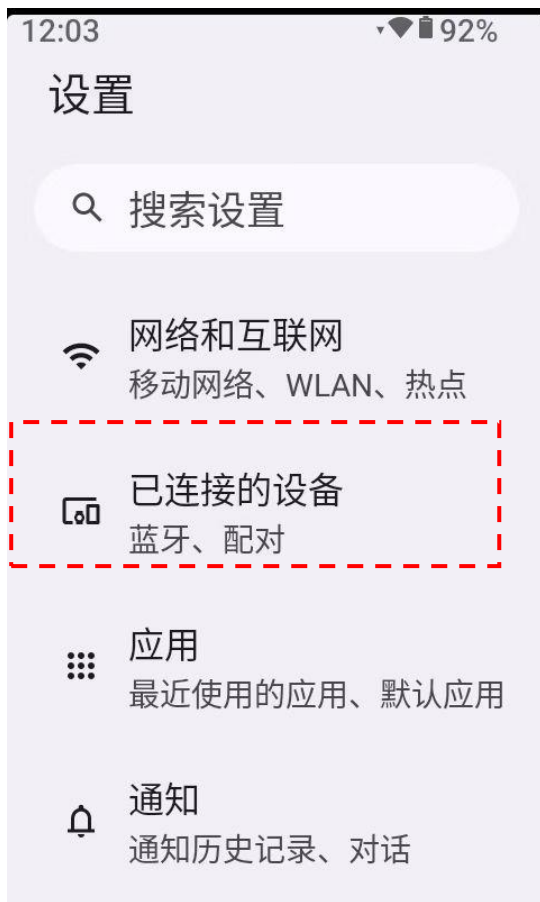 12:03 92%
设置
搜索设置
网络和互联网
移动网络、WLAN、热点
已连接的设备
蓝牙、配对
应用
最近使用的应用、默认应用
通知
通知历史记录、对话